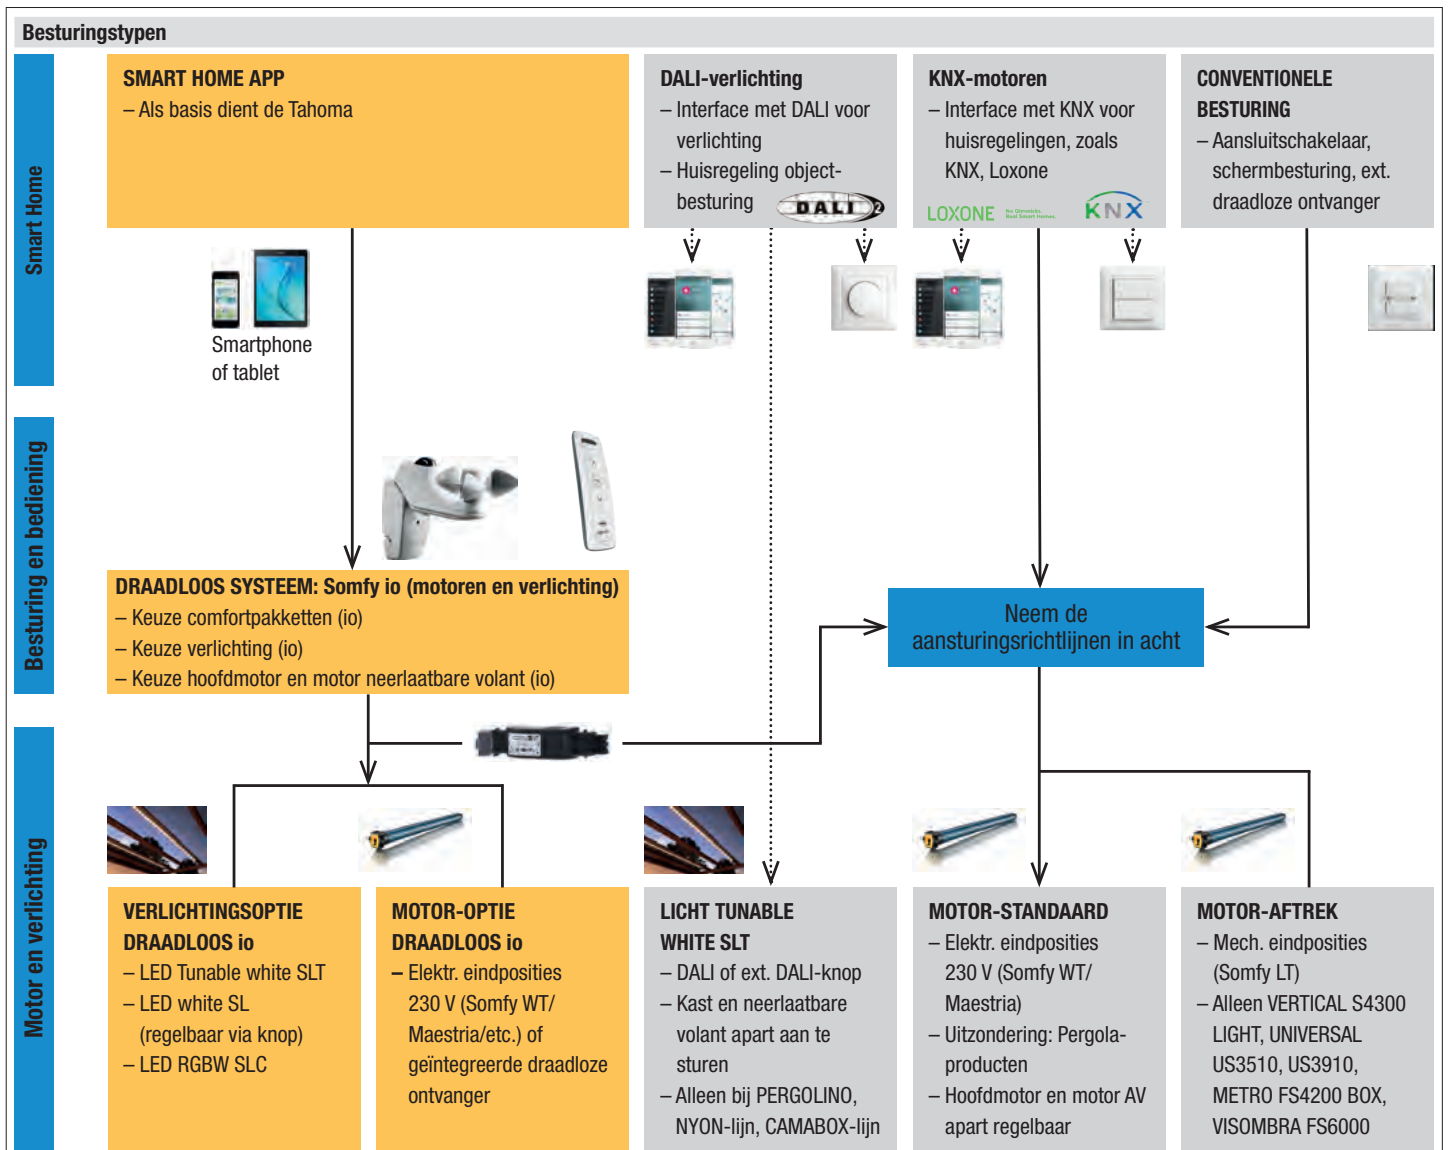 Besturingstypen
Smart Home
SMART HOME APP
– Als basis dient de Tahoma
DALI-verlichting
– Interface met DALI voor
verlichting
– Huisregeling object-
besturing
DALI 2
KNX-motoren
– Interface met KNX voor
huisregelingen, zoals
KNX, Loxone
LOXONE
No Gimmicks.
Real Smart Homes.
KNX
CONVENTIONELE
BESTURING
– Aansluitschakelaar,
schermbesturing, ext.
draadloze ontvanger
Smartphone
of tablet
Besturing en bediening
DRAADLOOS SYSTEEM: Somfy io (motoren en verlichting)
– Keuze comfortpakketten (io)
– Keuze verlichting (io)
– Keuze hoofdmotor en motor neerlaatbare volant (io)
Neem de
aansturingsrichtlijnen in acht
Motor en verlichting
VERLICHTINGSOPTIE
DRAADLOOS io
– LED Tunable white SLT
– LED white SL
(regelbaar via knop)
– LED RGBW SLC
MOTOR-OPTIE
DRAADLOOS io
– Elektr. eindposities
230 V (Somfy WT/
Maestria/etc.) of
geïntegreerde draadloze
ontvanger
LICHT TUNABLE
WHITE SLT
– DALI of ext. DALI-knop
– Kast en neerlaatbare
volant apart aan te
sturen
– Alleen bij PERGOLINO,
NYON-lijn, CAMABOX-lijn
MOTOR-STANDAARD
– Elektr. eindposities
230 V (Somfy WT/
Maestria)
– Uitzondering: Pergola-
producten
– Hoofdmotor en motor AV
apart regelbaar
MOTOR-AFTREK
– Mech. eindposities
(Somfy LT)
– Alleen VERTICAL S4300
LIGHT, UNIVERSAL
US3510, US3910,
METRO FS4200 BOX,
VISOMBRA FS6000